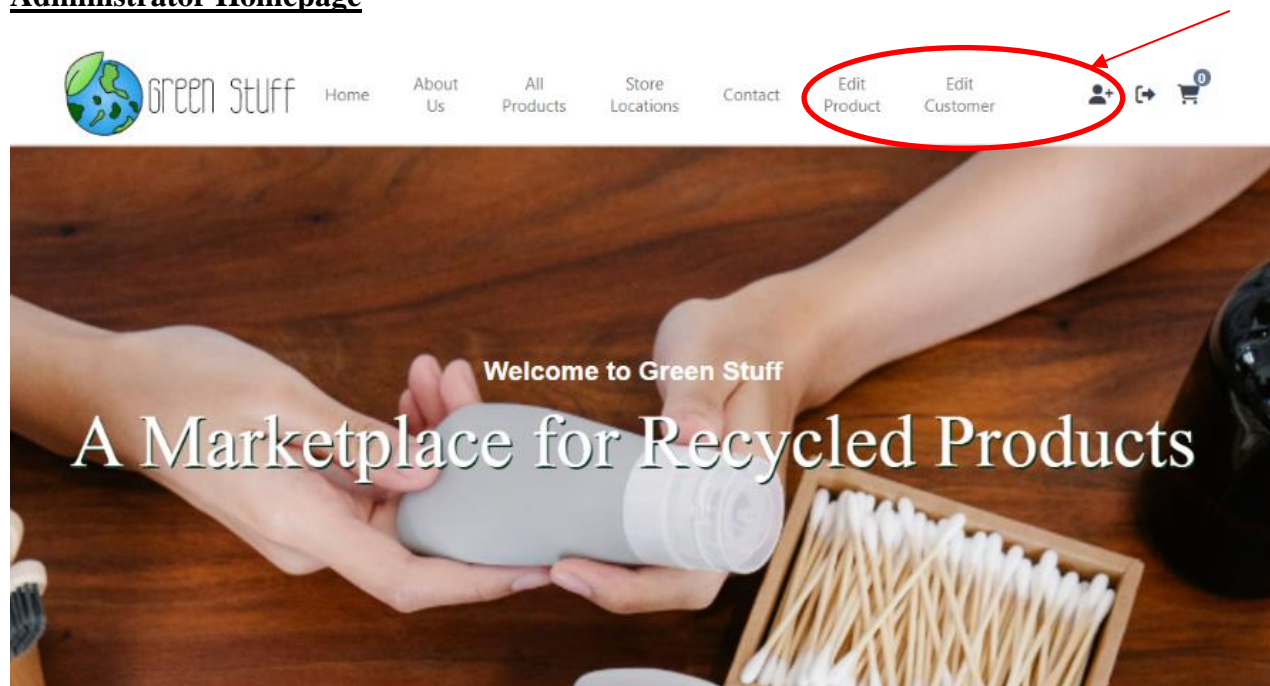 Administrator Homepage
Green Stuff
Home
About
Us
All
Products
Store
Locations
Contact
Edit
Product
Edit
Customer
0
Welcome to Green Stuff
A Marketplace for Recycled Products